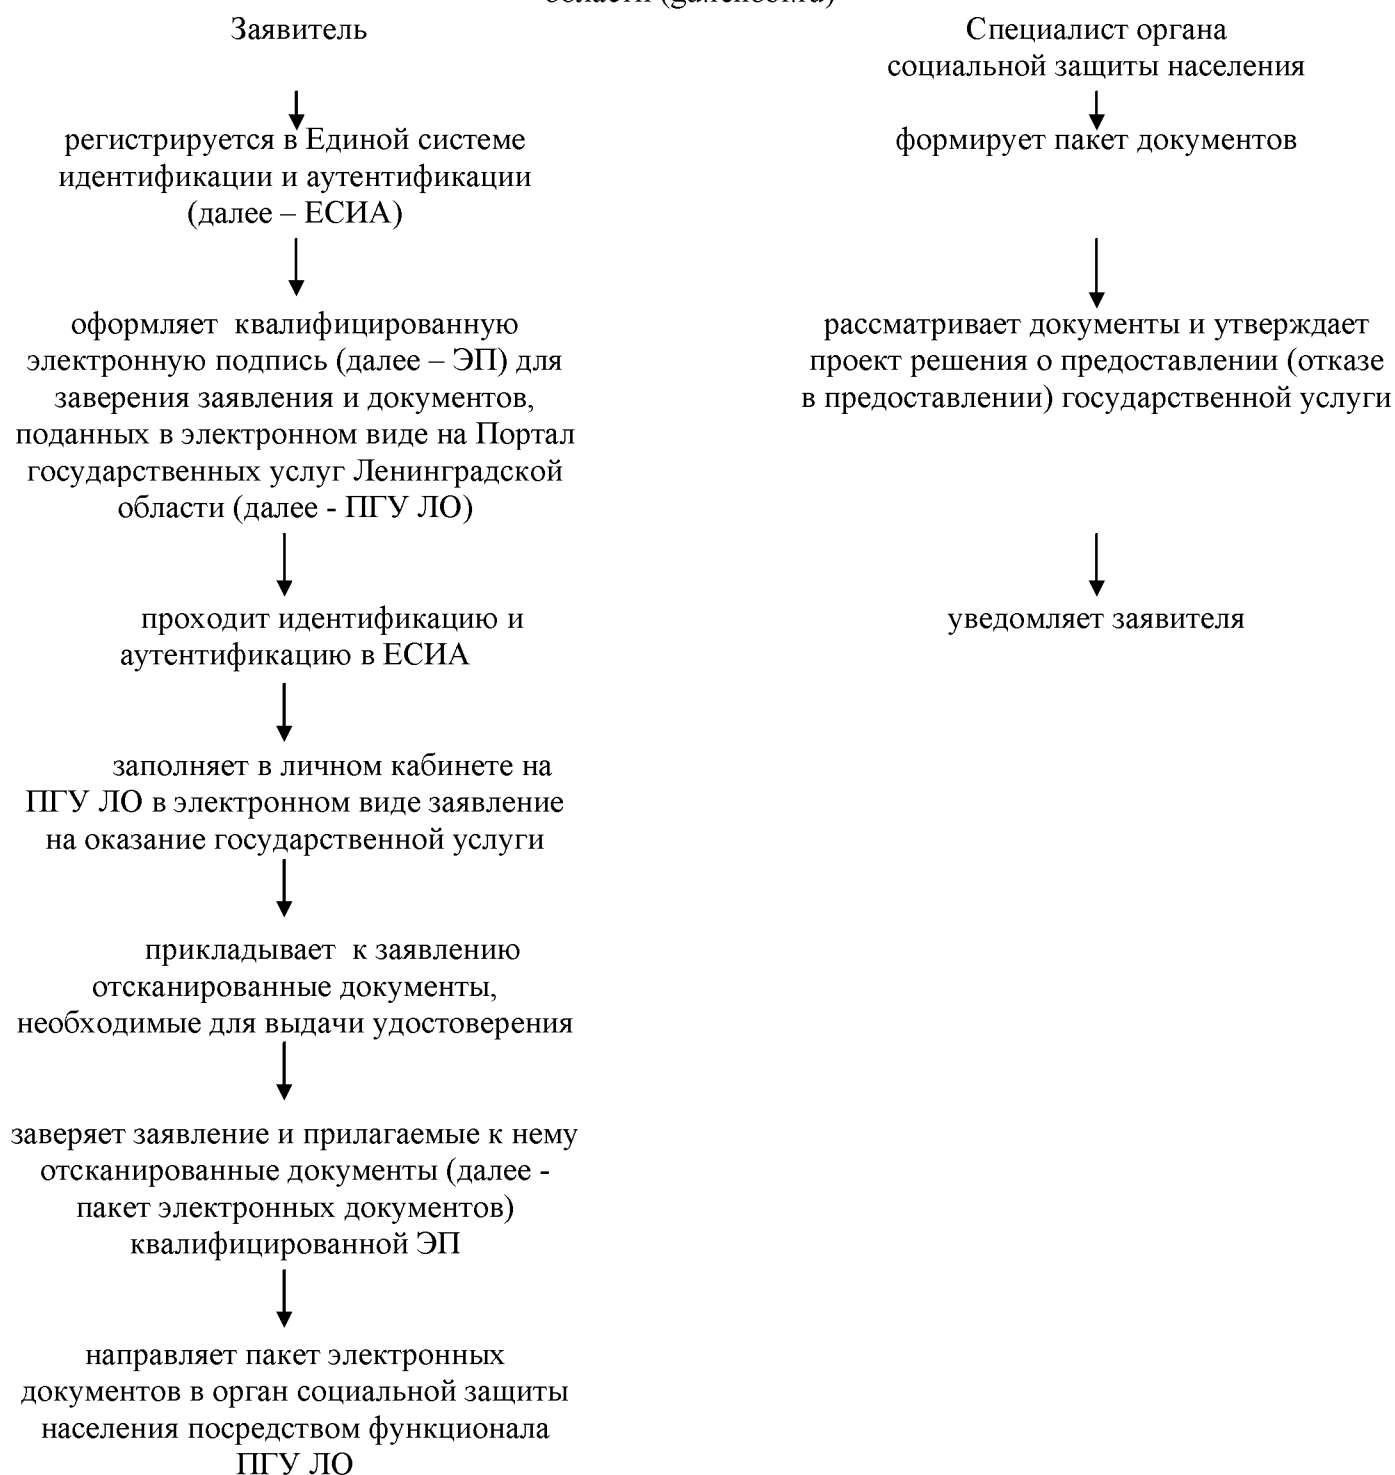 Заявитель
регистрируется в Единой системе
идентификации и аутентификации
(далее – ЕСИА)
оформляет квалифицированную
электронную подпись (далее – ЭП) для
заверения заявления и документов,
поданных в электронном виде на Портал
государственных услуг Ленинградской
области (далее - ПГУ ЛО)
проходит идентификацию и
аутентификацию в ЕСИА
заполняет в личном кабинете на
ПГУ ЛО в электронном виде заявление
на оказание государственной услуги
прикладывает к заявлению
отсканированные документы,
необходимые для выдачи удостоверения
заверяет заявление и прилагаемые к нему
отсканированные документы (далее -
пакет электронных документов)
квалифицированной ЭП
направляет пакет электронных
документов в орган социальной защиты
населения посредством функционала
ПГУ ЛО
Специалист органа
социальной защиты населения
формирует пакет документов
рассматривает документы и утверждает
проект решения о предоставлении (отказе
в предоставлении) государственной услуги
уведомляет заявителя